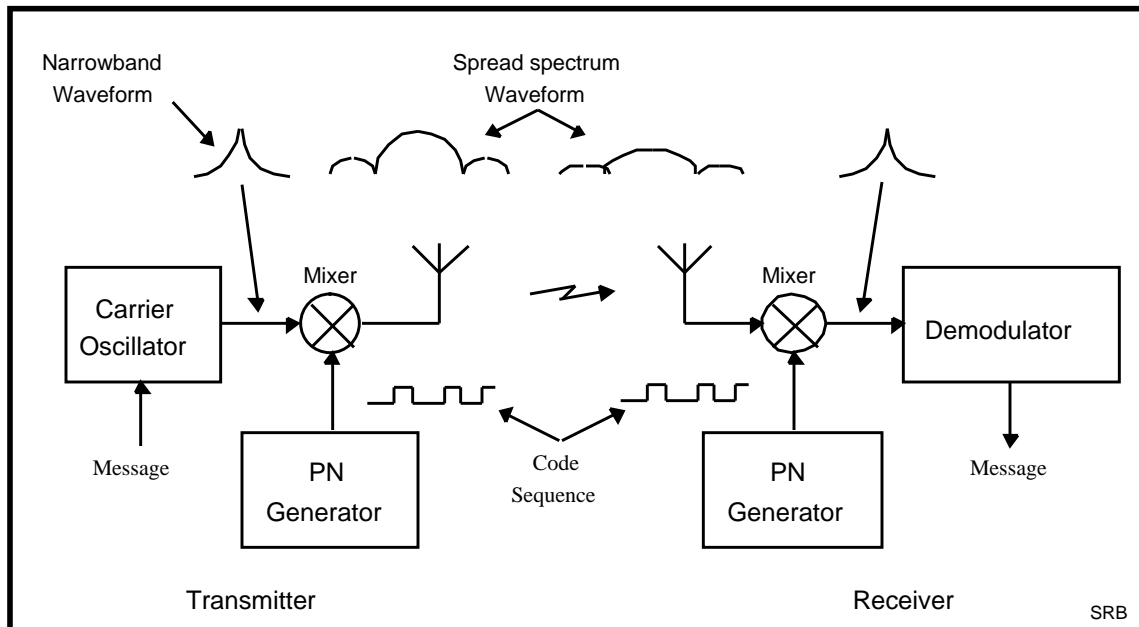 Narrowband
Waveform
Spread spectrum
Waveform
Mixer
Mixer
Carrier
Oscillator
Demodulator
Message
PN
Generator
Code
Sequence
PN
Generator
Message
Transmitter
Receiver
SRB